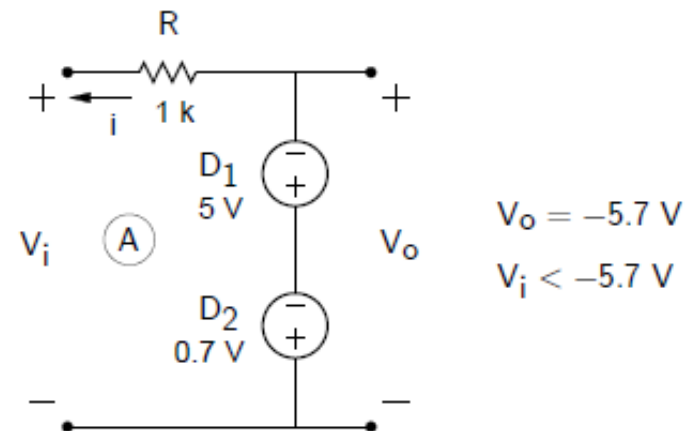 R
+ i 1 k +
−
D1
+
5 V
Vi A Vo
Vo = −5.7 V
Vi < −5.7 V
−
D2
+
0.7 V
− −